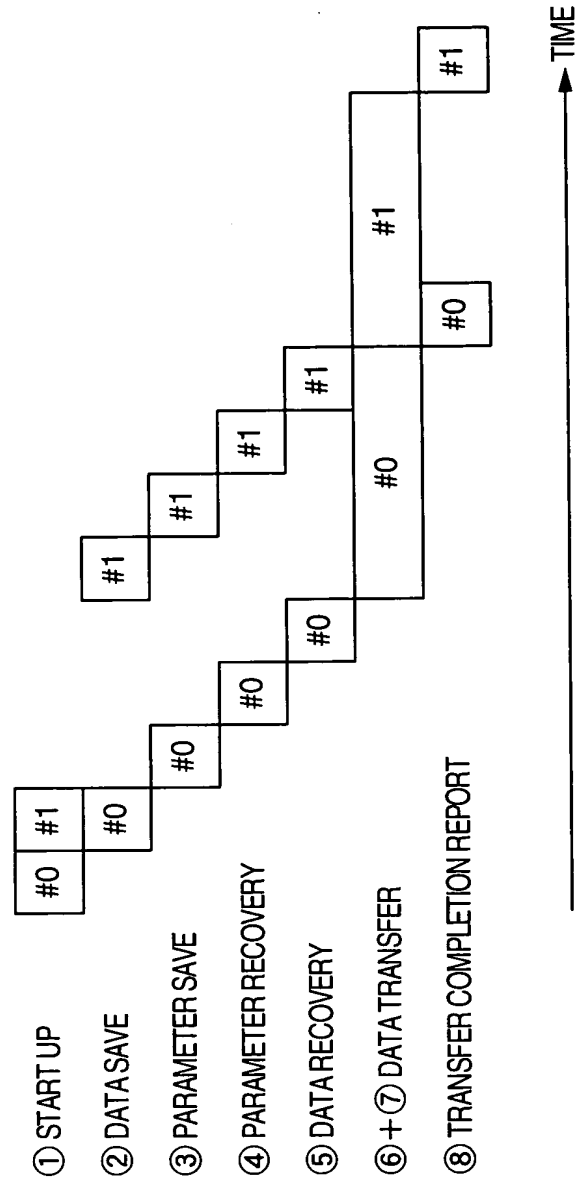 ① START UP #0 #1
② DATA SAVE #0 #1
③ PARAMETER SAVE #0 #1
④ PARAMETER RECOVERY #0 #1
⑤ DATA RECOVERY #0 #1
⑥+⑦ DATA TRANSFER #0 #1
⑧ TRANSFER COMPLETION REPORT #0 #1
TIME